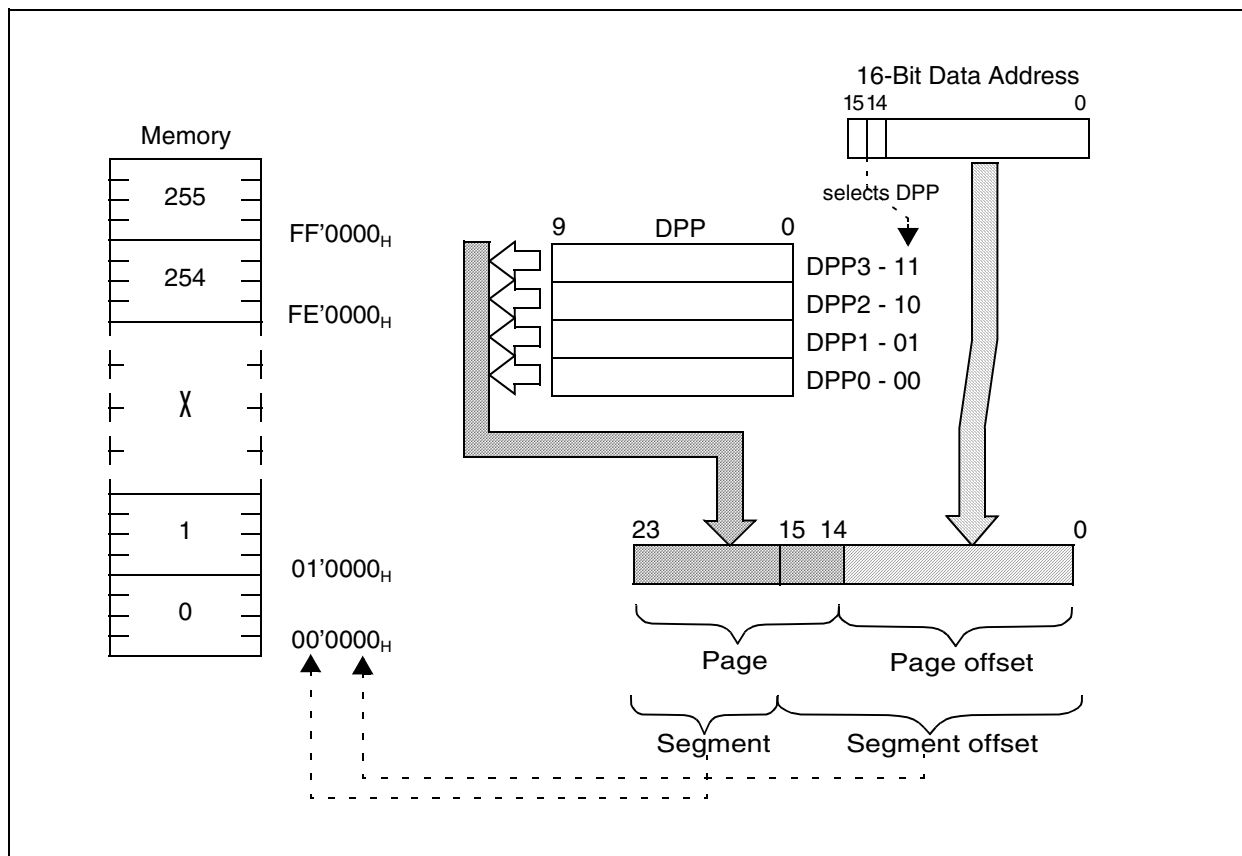 16-Bit Data Address
15 14 0
Memory
255
selects DPP
FF'0000H
9 DPP 0
254
DPP3 - 11
FE'0000H
DPP2 - 10
DPP1 - 01
DPP0 - 00
1
23 15 14 0
01'0000H
0
00'0000H
Page Page offset
Segment Segment offset